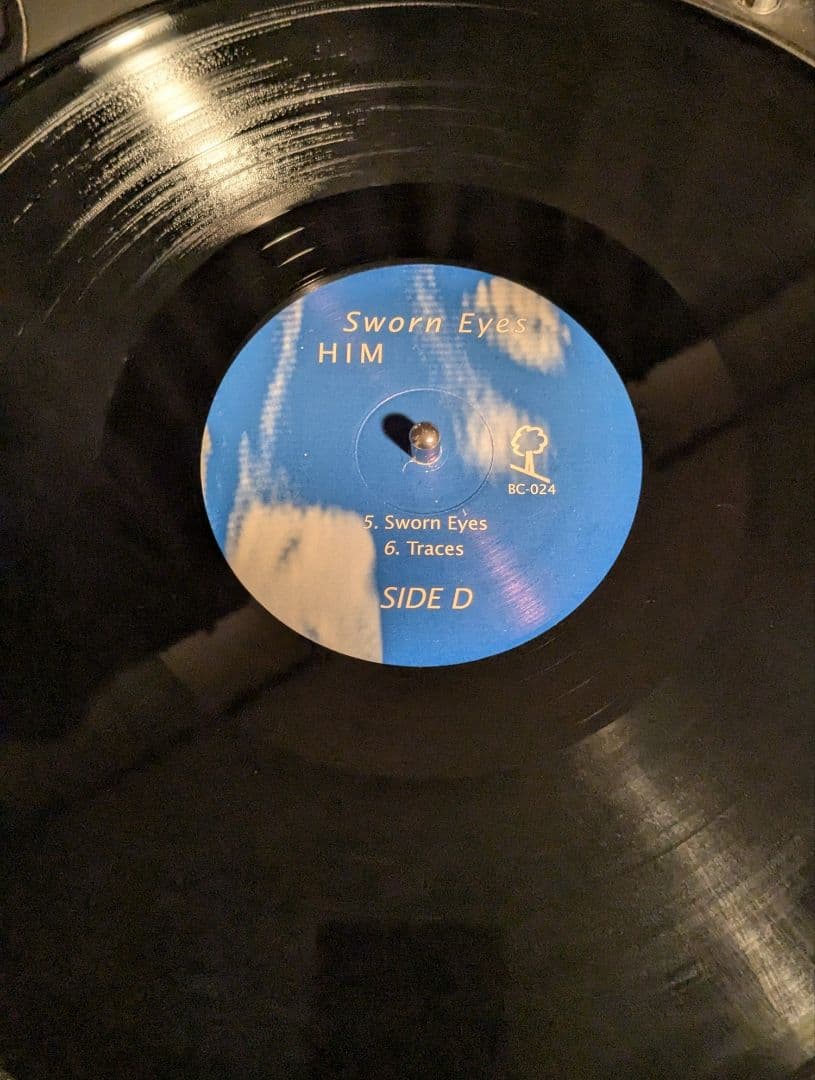 Sworn Eyes
HIM
BC-024
5. Sworn Eyes
6. Traces
SIDE D